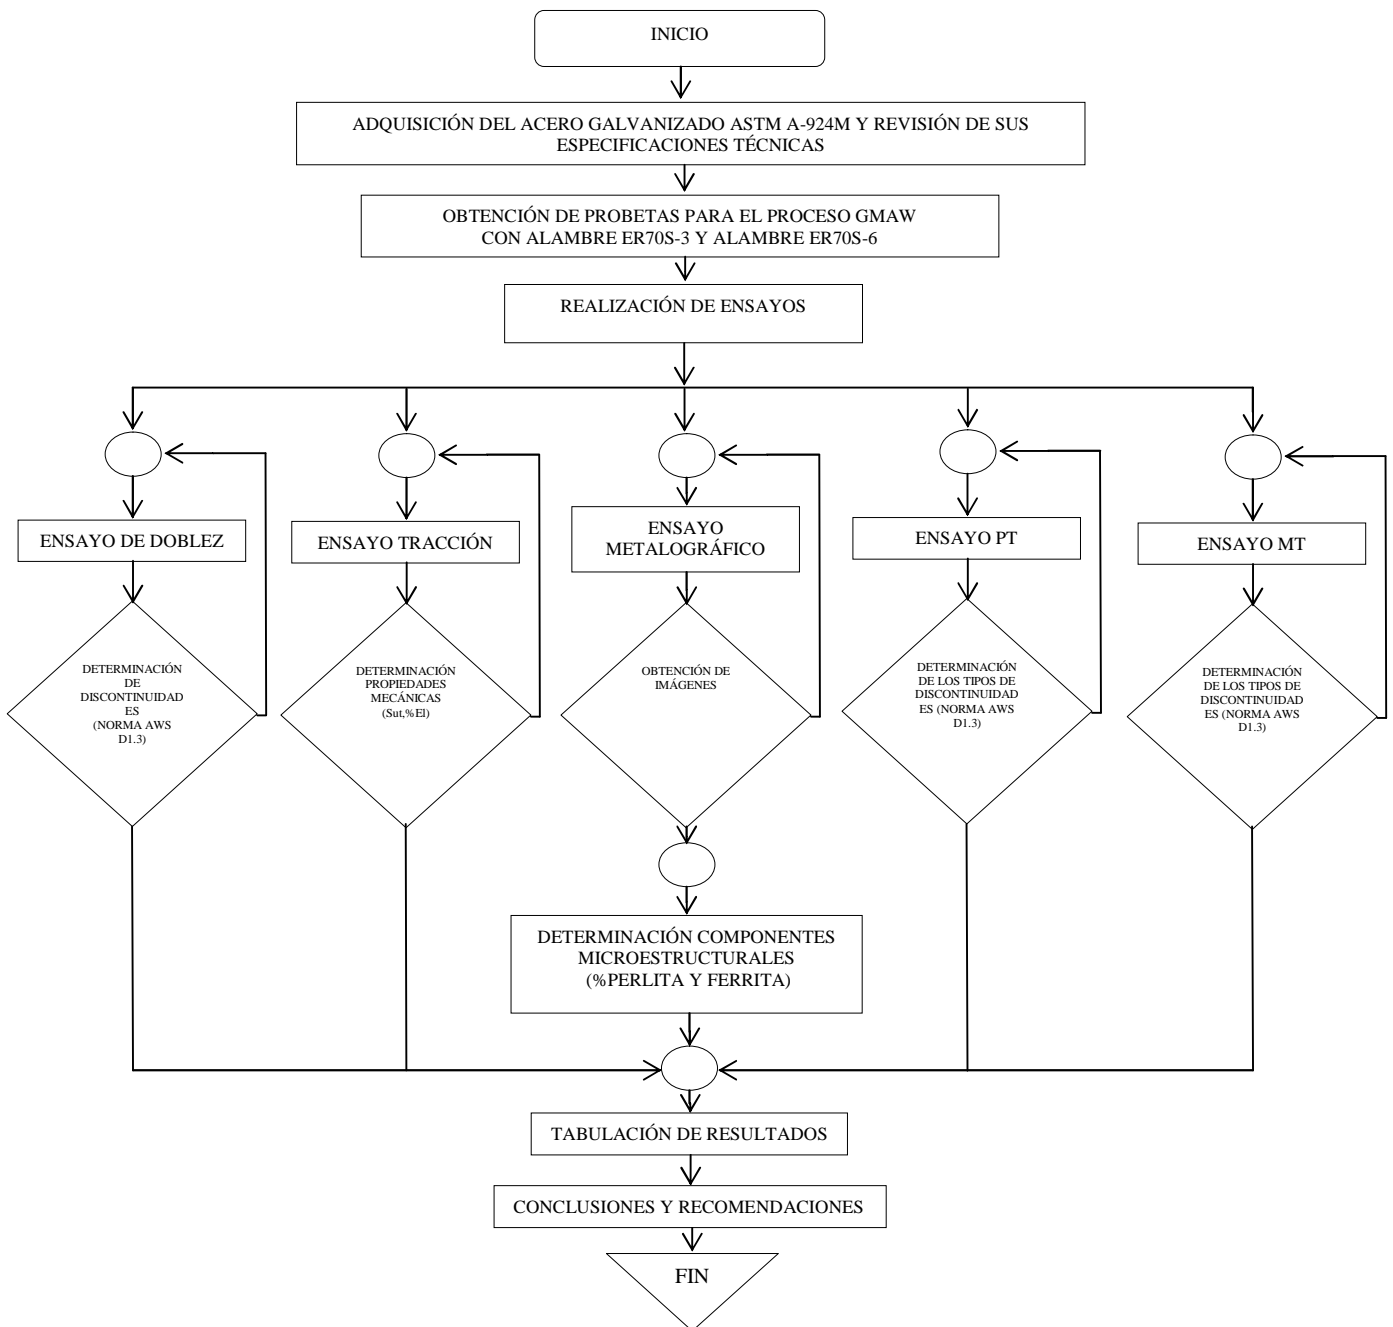 INICIO
ADQUISICIÓN DEL ACERO GALVANIZADO ASTM A-924M Y REVISIÓN DE SUS
ESPECIFICACIONES TÉCNICAS
OBTENCIÓN DE PROBETAS PARA EL PROCESO GMAW
CON ALAMBRE ER70S-3 Y ALAMBRE ER70S-6
REALIZACIÓN DE ENSAYOS
ENSAYO DE DOBLEZ
ENSAYO TRACCIÓN
ENSAYO
METALOGRÁFICO
ENSAYO PT
ENSAYO MT
DETERMINACIÓN
DE
DISCONTINUIDAD
ES
(NORMA AWS
D1.3)
DETERMINACIÓN
PROPIEDADES
MECÁNICAS
(Sut,%El)
OBTENCIÓN DE
IMÁGENES
DETERMINACIÓN
DE LOS TIPOS DE
DISCONTINUIDAD
ES (NORMA AWS
D1.3)
DETERMINACIÓN
DE LOS TIPOS DE
DISCONTINUIDAD
ES (NORMA AWS
D1.3)
DETERMINACIÓN COMPONENTES
MICROESTRUCTURALES
(%PERLITA Y FERRITA)
TABULACIÓN DE RESULTADOS
CONCLUSIONES Y RECOMENDACIONES
FIN